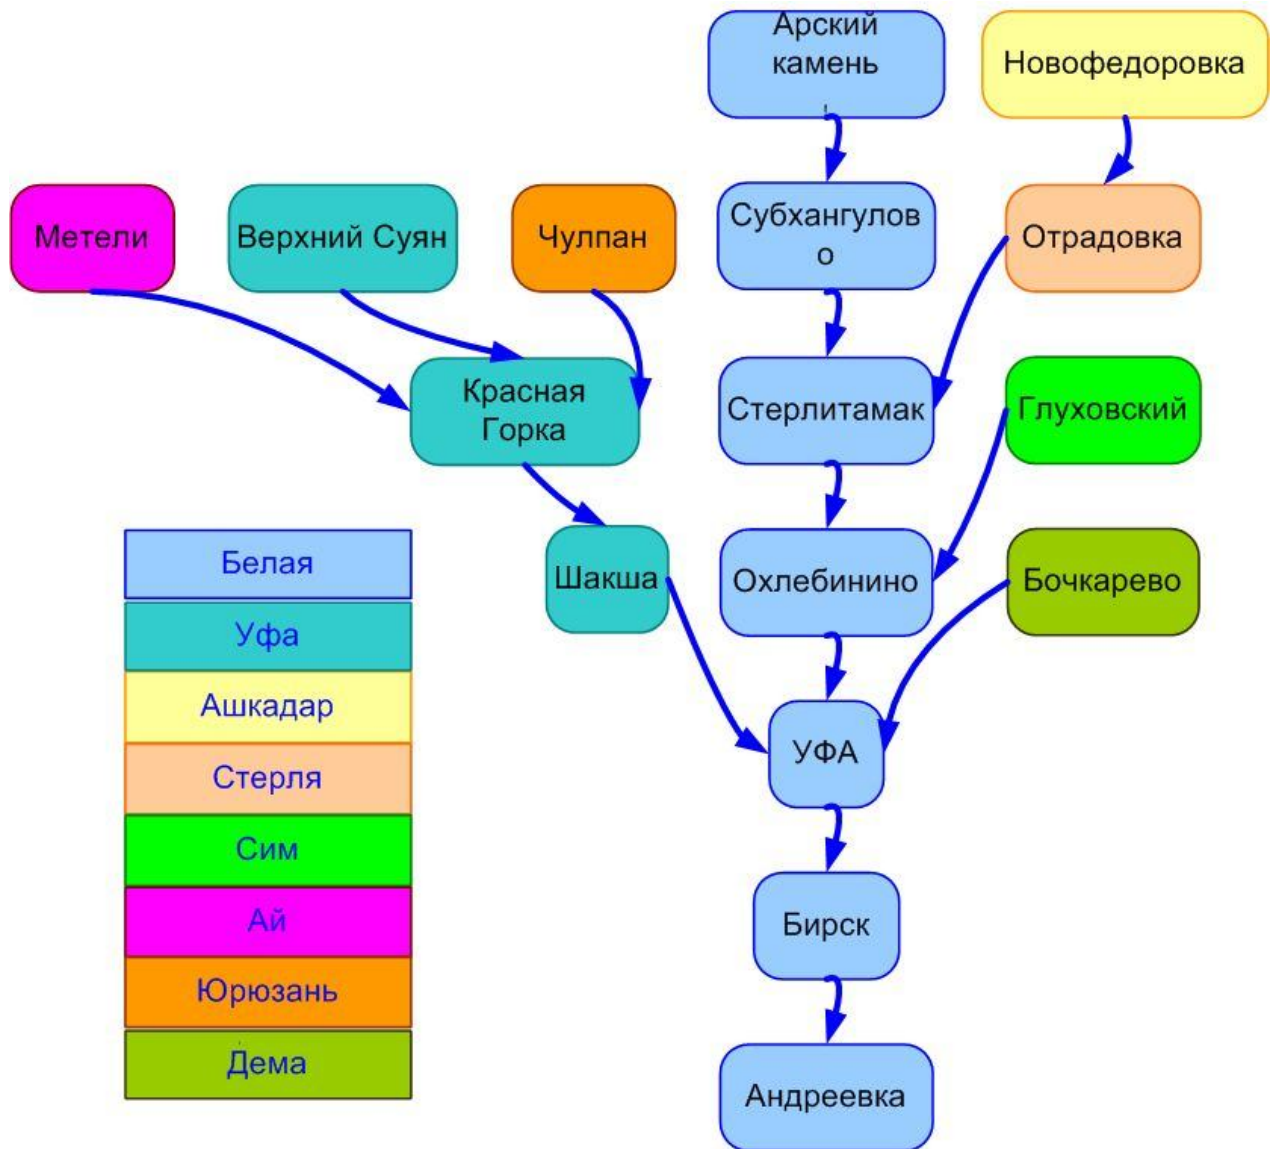 Арский
камень
Новофедоровка
Метели
Верхний Суян
Чулпан
Субхангулов
о
Отрадовка
Красная
Горка
Стерлитамак
Глуховский
Шакша
Охлебинино
Бочкарево
УФА
Бирск
Андреевка
Белая
Уфа
Ашкадар
Стерля
Сим
Ай
Юрюзань
Дема